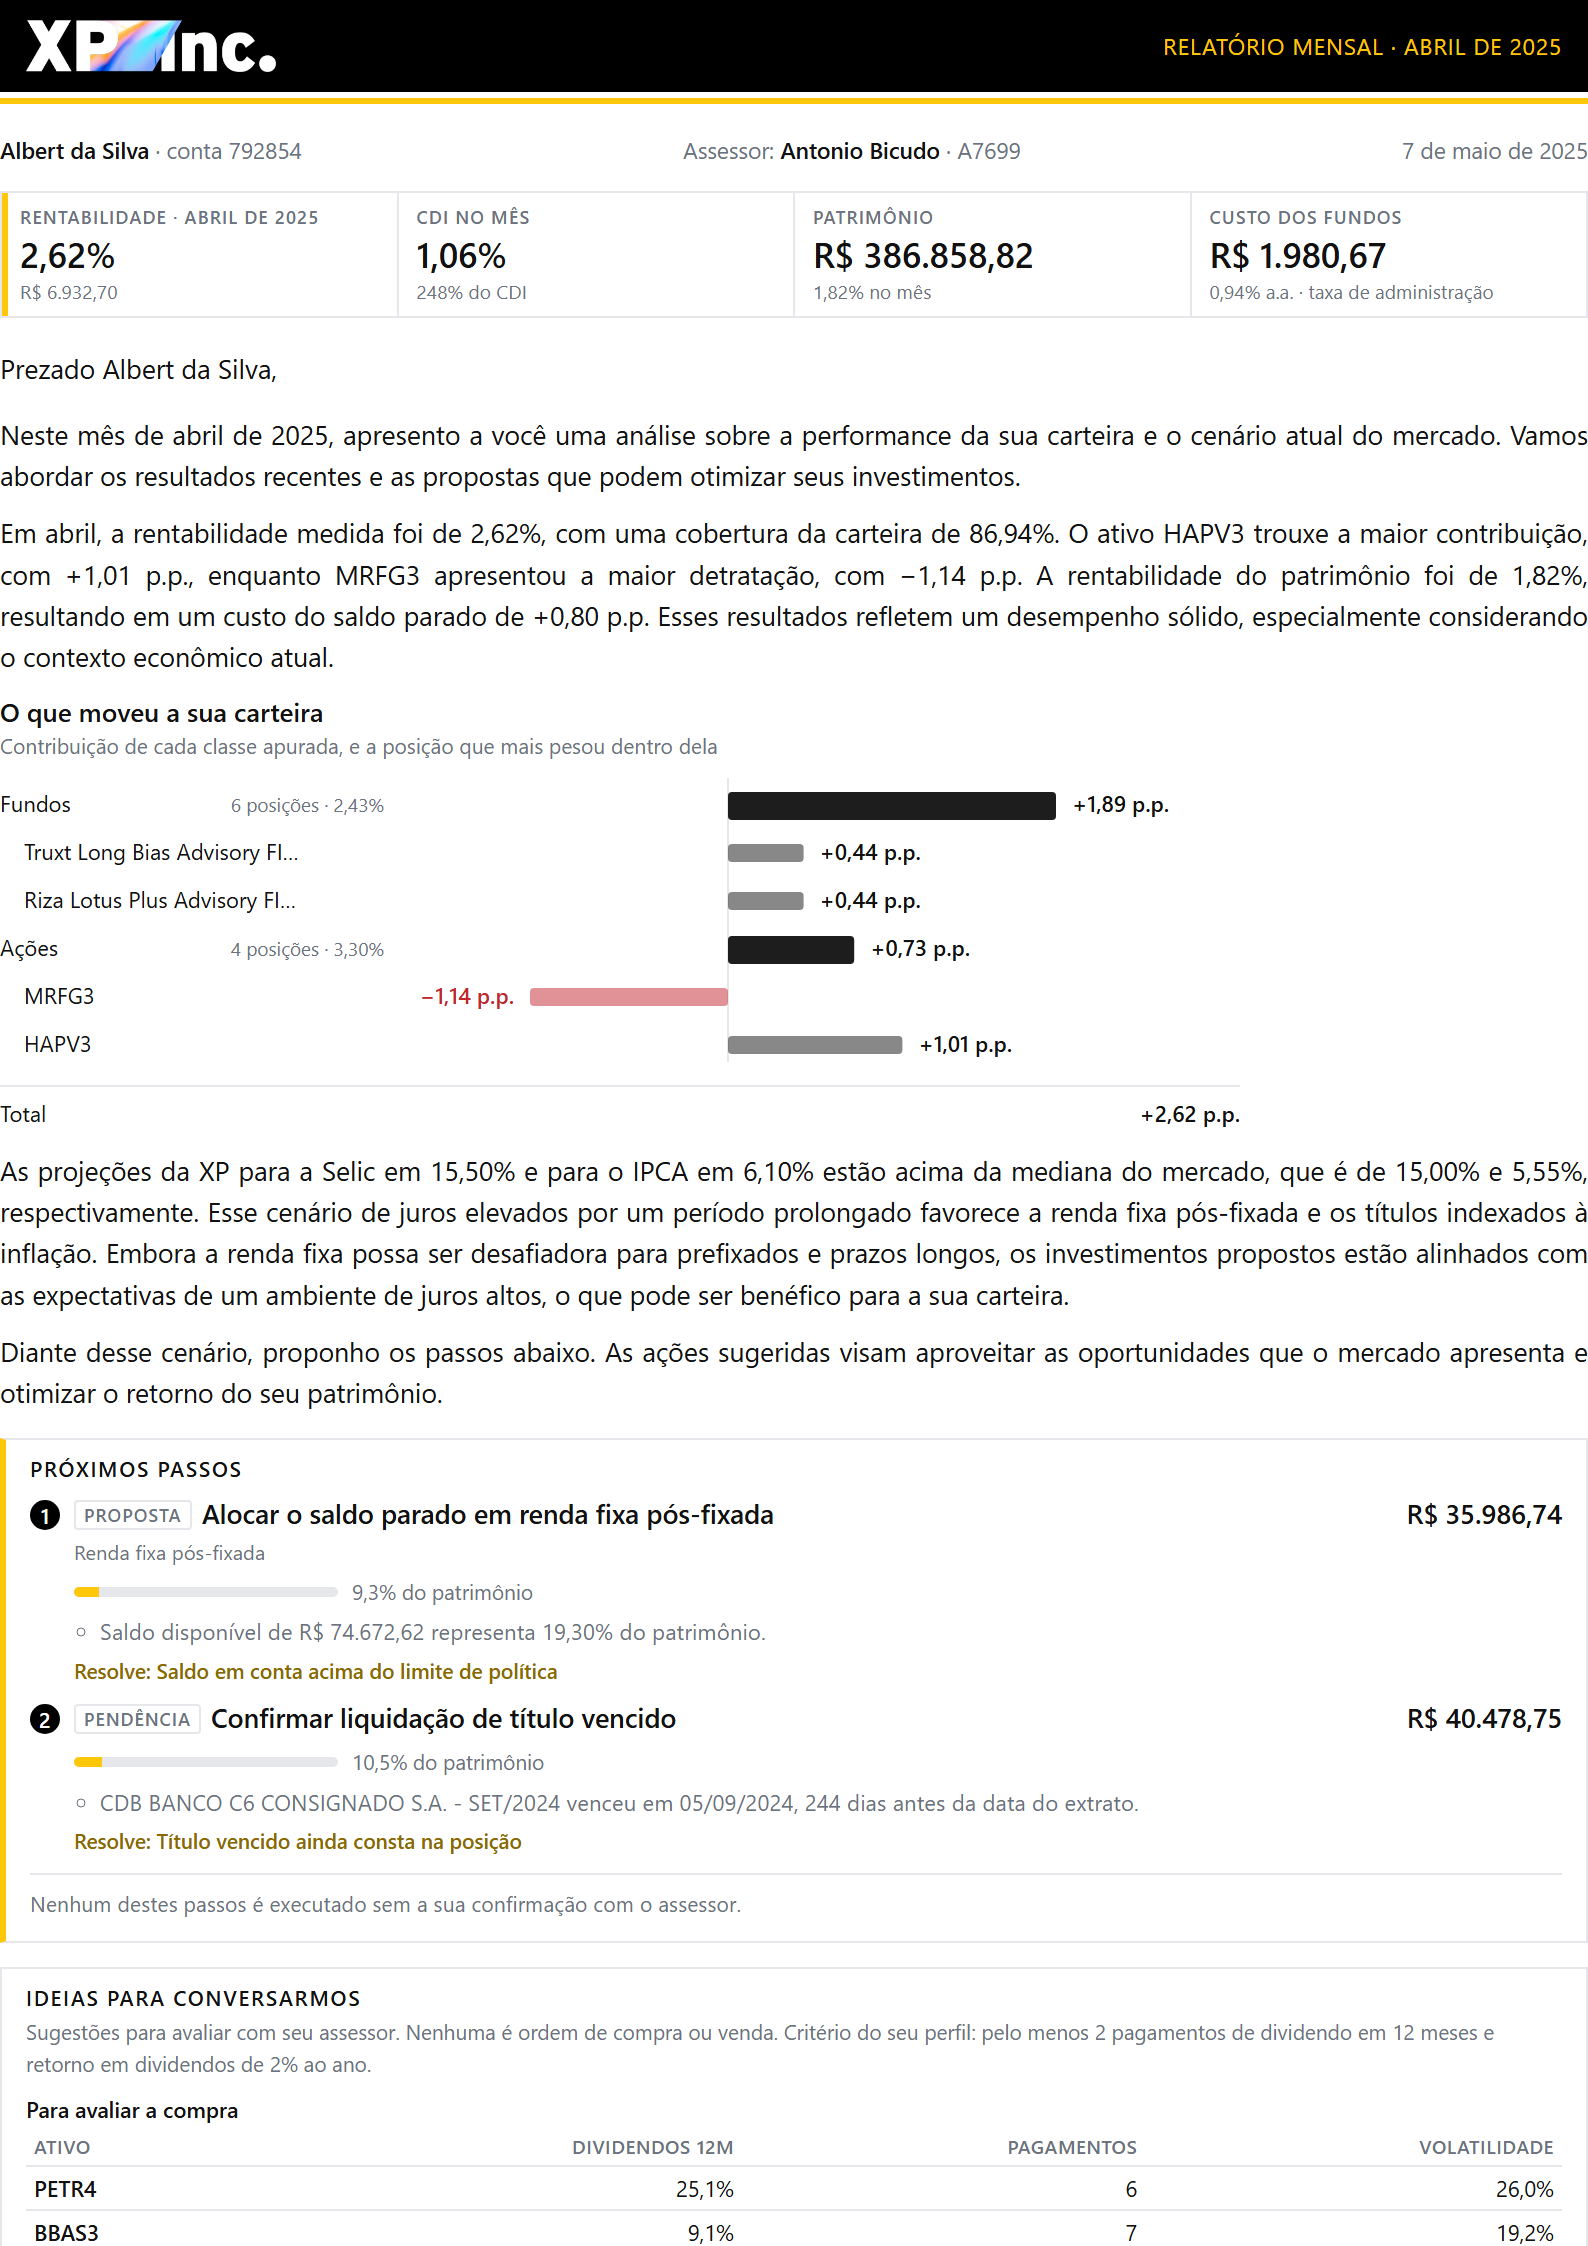 XP Inc.
RELATÓRIO MENSAL · ABRIL DE 2025
Albert da Silva · conta 792854
Assessor: Antonio Bicudo · A7699
7 de maio de 2025
RENTABILIDADE · ABRIL DE 2025
2,62%
R$ 6.932,70
CDI NO MÊS
1,06%
248% do CDI
PATRIMÔNIO
R$ 386.858,82
1,82% no mês
CUSTO DOS FUNDOS
R$ 1.980,67
0,94% a.a. · taxa de administração
Prezado Albert da Silva,
Neste mês de abril de 2025, apresento a você uma análise sobre a performance da sua carteira e o cenário atual do mercado. Vamos
abordar os resultados recentes e as propostas que podem otimizar seus investimentos.
Em abril, a rentabilidade medida foi de 2,62%, com uma cobertura da carteira de 86,94%. O ativo HAPV3 trouxe a maior contribuição,
com +1,01 p.p., enquanto MRFG3 apresentou a maior detratação, com −1,14 p.p. A rentabilidade do patrimônio foi de 1,82%,
resultando em um custo do saldo parado de +0,80 p.p. Esses resultados refletem um desempenho sólido, especialmente considerando
o contexto econômico atual.
O que moveu a sua carteira
Contribuição de cada classe apurada, e a posição que mais pesou dentro dela
Fundos 6 posições · 2,43% +1,89 p.p.
Truxt Long Bias Advisory FI... +0,44 p.p.
Riza Lotus Plus Advisory FI... +0,44 p.p.
Ações 4 posições · 3,30% +0,73 p.p.
MRFG3 −1,14 p.p.
HAPV3 +1,01 p.p.
Total +2,62 p.p.
As projeções da XP para a Selic em 15,50% e para o IPCA em 6,10% estão acima da mediana do mercado, que é de 15,00% e 5,55%,
respectivamente. Esse cenário de juros elevados por um período prolongado favorece a renda fixa pós-fixada e os títulos indexados à
inflação. Embora a renda fixa possa ser desafiadora para prefixados e prazos longos, os investimentos propostos estão alinhados com
as expectativas de um ambiente de juros altos, o que pode ser benéfico para a sua carteira.
Diante desse cenário, proponho os passos abaixo. As ações sugeridas visam aproveitar as oportunidades que o mercado apresenta e
otimizar o retorno do seu patrimônio.
PRÓXIMOS PASSOS
1 PROPOSTA Alocar o saldo parado em renda fixa pós-fixada R$ 35.986,74
Renda fixa pós-fixada
9,3% do patrimônio
Saldo disponível de R$ 74.672,62 representa 19,30% do patrimônio.
Resolve: Saldo em conta acima do limite de política
2 PENDÊNCIA Confirmar liquidação de título vencido R$ 40.478,75
10,5% do patrimônio
CDB BANCO C6 CONSIGNADO S.A. - SET/2024 venceu em 05/09/2024, 244 dias antes da data do extrato.
Resolve: Título vencido ainda consta na posição
Nenhum destes passos é executado sem a sua confirmação com o assessor.
IDEIAS PARA CONVERSARMOS
Sugestões para avaliar com seu assessor. Nenhuma é ordem de compra ou venda. Critério do seu perfil: pelo menos 2 pagamentos de dividendo em 12 meses e
retorno em dividendos de 2% ao ano.
Para avaliar a compra
ATIVO DIVIDENDOS 12M PAGAMENTOS VOLATILIDADE
PETR4 25,1% 6 26,0%
BBAS3 9,1% 7 19,2%